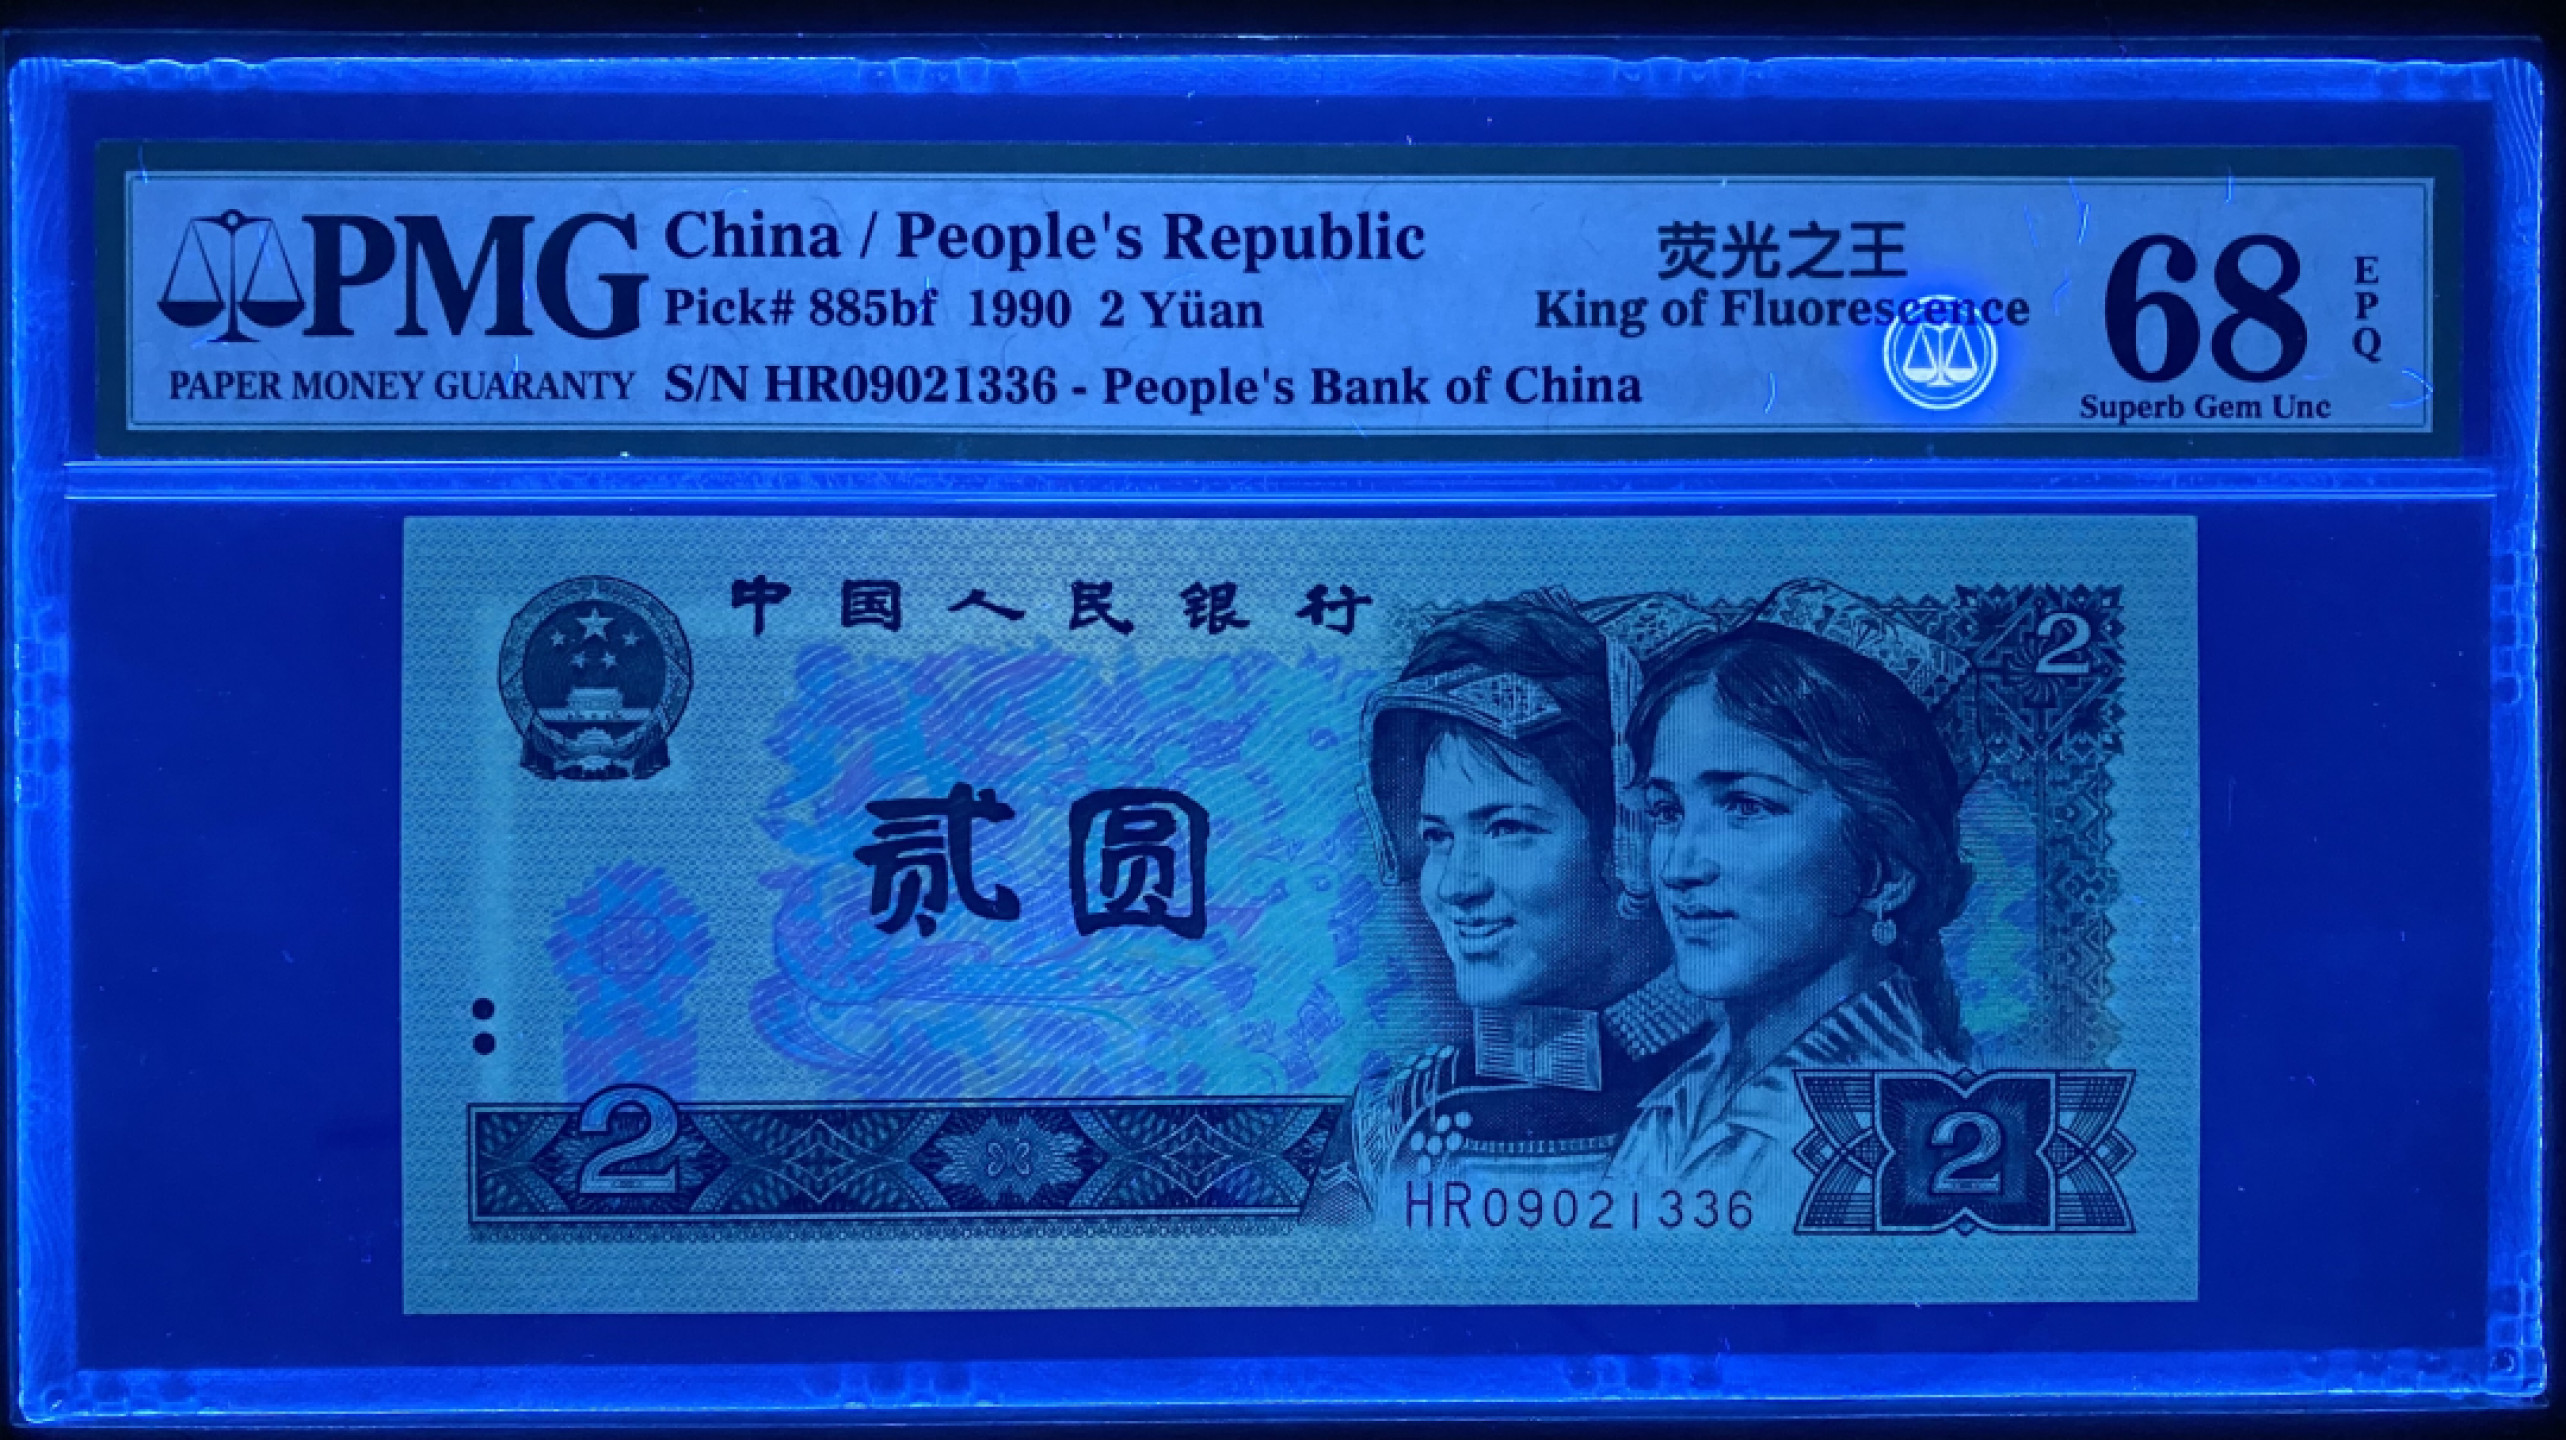 PMG
PAPER MONEY GUARANTY
China / People's Republic
Pick# 885bf 1990 2 Yüan
S/N HR09021336 - People's Bank of China
荧光之王
King of Fluorescence
68
EPQ
Superb Gem Unc
中国人民银行
2
贰圆
2
HR09021336
2